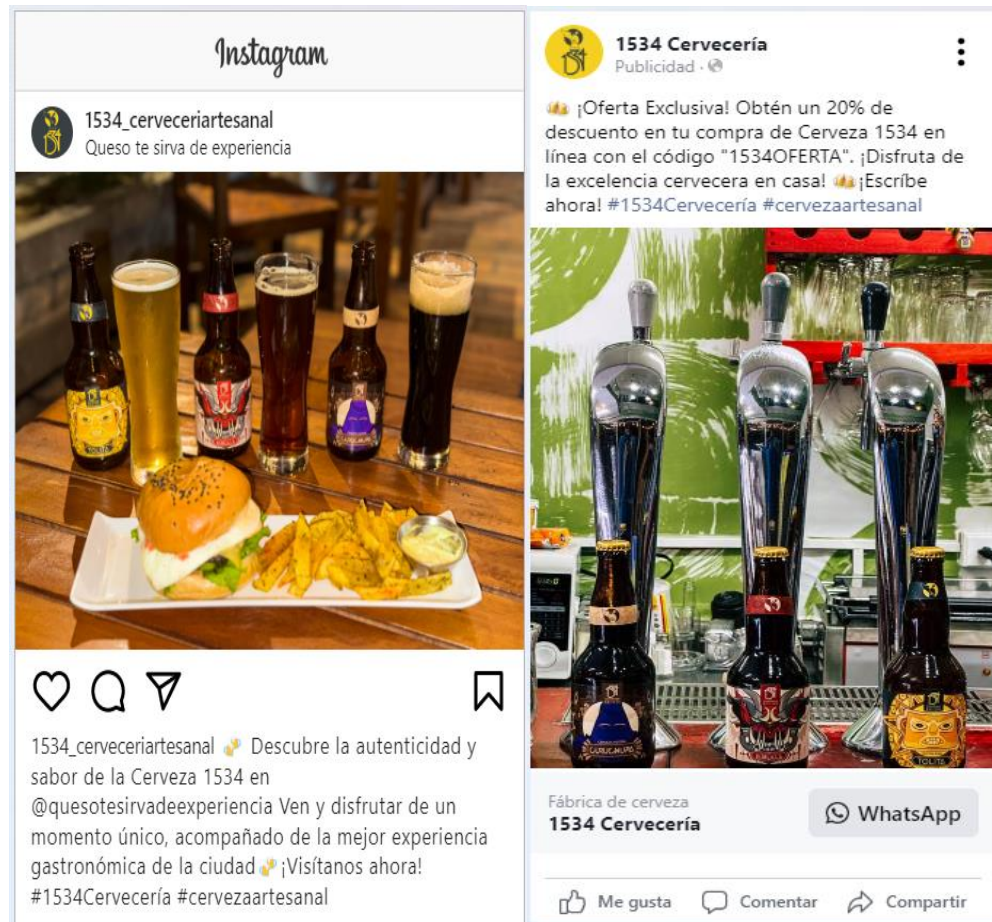 Instagram
1534_cerveceriartesanal
Queso te sirva de experiencia
TOLITA
1534_cerveceriartesanal 🍻 Descubre la autenticidad y
sabor de la Cerveza 1534 en
@quesotesirvadeexperiencia Ven y disfrutar de un
momento único, acompañado de la mejor experiencia
gastronómica de la ciudad 🍻 ¡Visítanos ahora!
#1534Cervecería #cervezaartesanal
1534 Cervecería
Publicidad ·
🍻 ¡Oferta Exclusiva! Obtén un 20% de
descuento en tu compra de Cerveza 1534 en
línea con el código "1534OFERTA". ¡Disfruta de
la excelencia cervecera en casa! 🍻 ¡Escríbe
ahora! #1534Cervecería #cervezaartesanal
TOLITA
Fábrica de cerveza
1534 Cervecería
WhatsApp
Me gusta
Comentar
Compartir